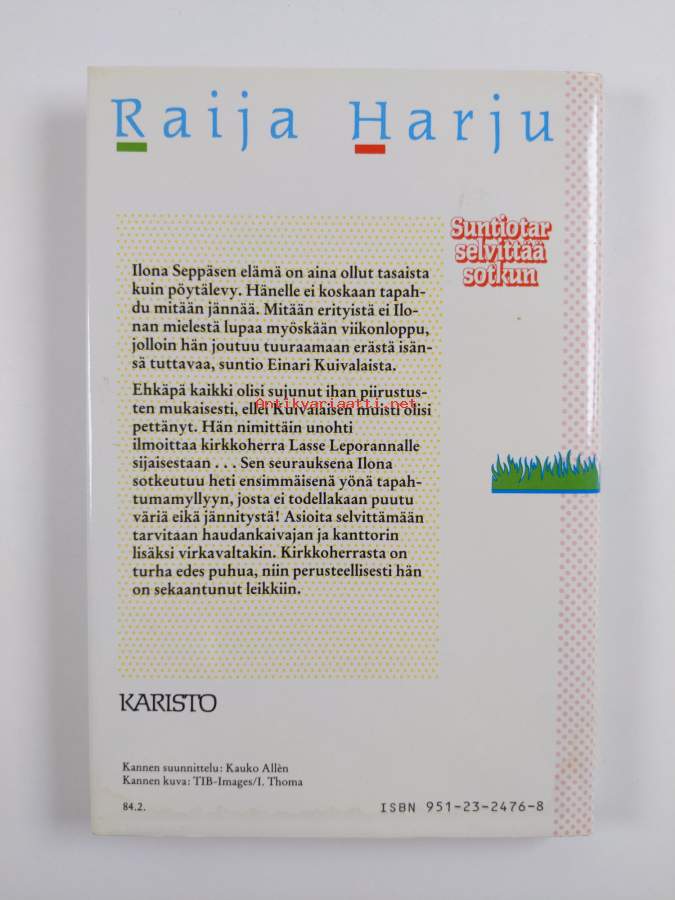 Raija Harju
Suntiotar
selvittää
sotkun
Ilona Seppäsen elämä on aina ollut tasaista
kuin pöytälevy. Hänelle ei koskaan tapah-
du mitään jännää. Mitään erityistä ei Ilo-
nan mielestä lupaa myöskään viikonloppu,
jolloin hän joutuu tuuraamaan erästä isän-
sä tuttavaa, suntio Einari Kuivalaista.
Ehkäpä kaikki olisi sujunut ihan piirustus-
ten mukaisesti, ellei Kuivalaisen muisti olisi
Antikvariaatti.net
pettänyt. Hän nimittäin unohti
ilmoittaa kirkkoherra Lasse Leporannalle
sijaisestaan . . . Sen seurauksena Ilona
sotkeutuu heti ensimmäisenä yönä tapah-
tumamyllyyn, josta ei todellakaan puutu
väriä eikä jännitystä! Asioita selvittämään
tarvitaan haudankaivajan ja kanttorin
lisäksi virkavaltakin. Kirkkoherrasta on
turha edes puhua, niin perusteellisesti hän
on sekaantunut leikkiin.
KARISTO
Kannen suunnittelu: Kauko Allèn
Kannen kuva: TIB-Images/I. Thoma
84.2.
ISBN 951-23-2476-8